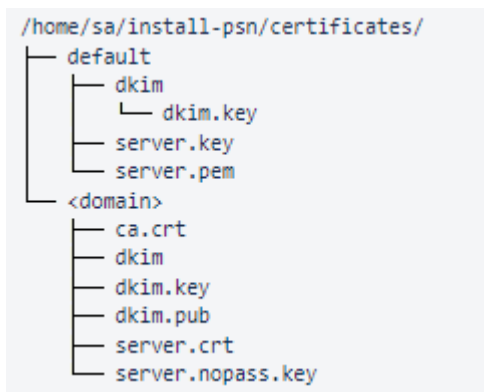 /home/sa/install-psn/certificates/
├── default
│   ├── dkim
│   │   └── dkim.key
│   ├── server.key
│   └── server.pem
└── <domain>
    ├── ca.crt
    ├── dkim
    ├── dkim.key
    ├── dkim.pub
    ├── server.crt
    └── server.nopass.key